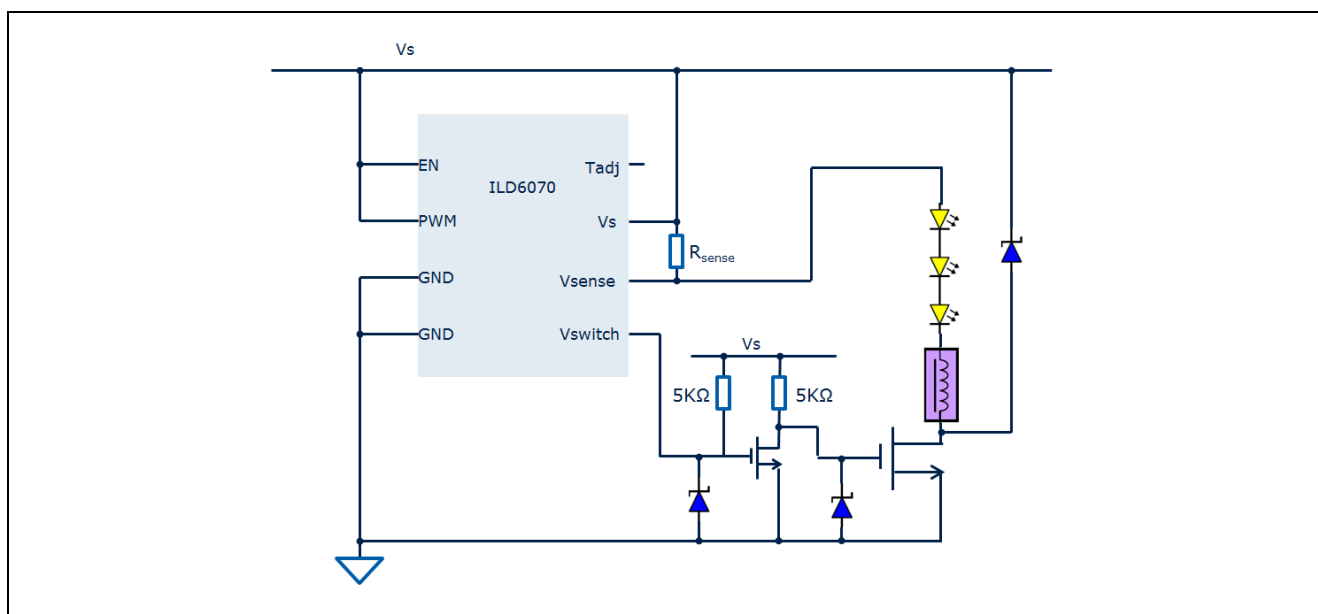 Vs
EN
Tadj
ILD6070
PWM
Vs
Rsense
GND
Vsense
GND
Vswitch
Vs
5KΩ
5KΩ